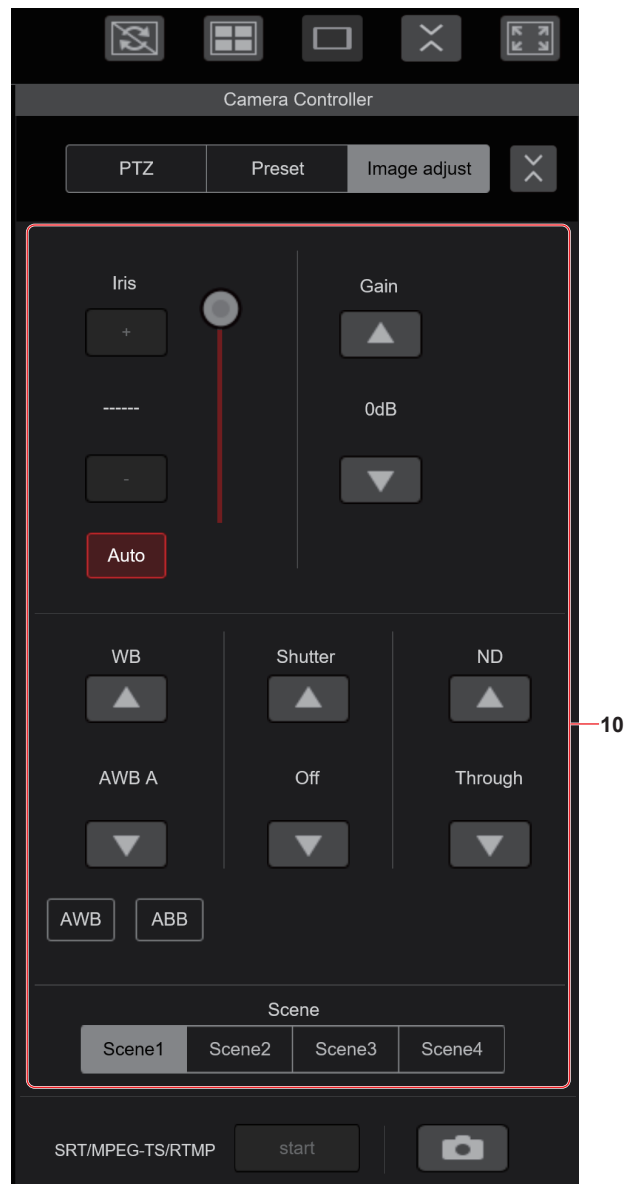 Camera Controller
PTZ Preset Image adjust
Iris Gain
+
------ 0dB
-
Auto
WB Shutter ND
10
AWB A Off Through
AWB ABB
Scene
Scene1 Scene2 Scene3 Scene4
SRT/MPEG-TS/RTMP start